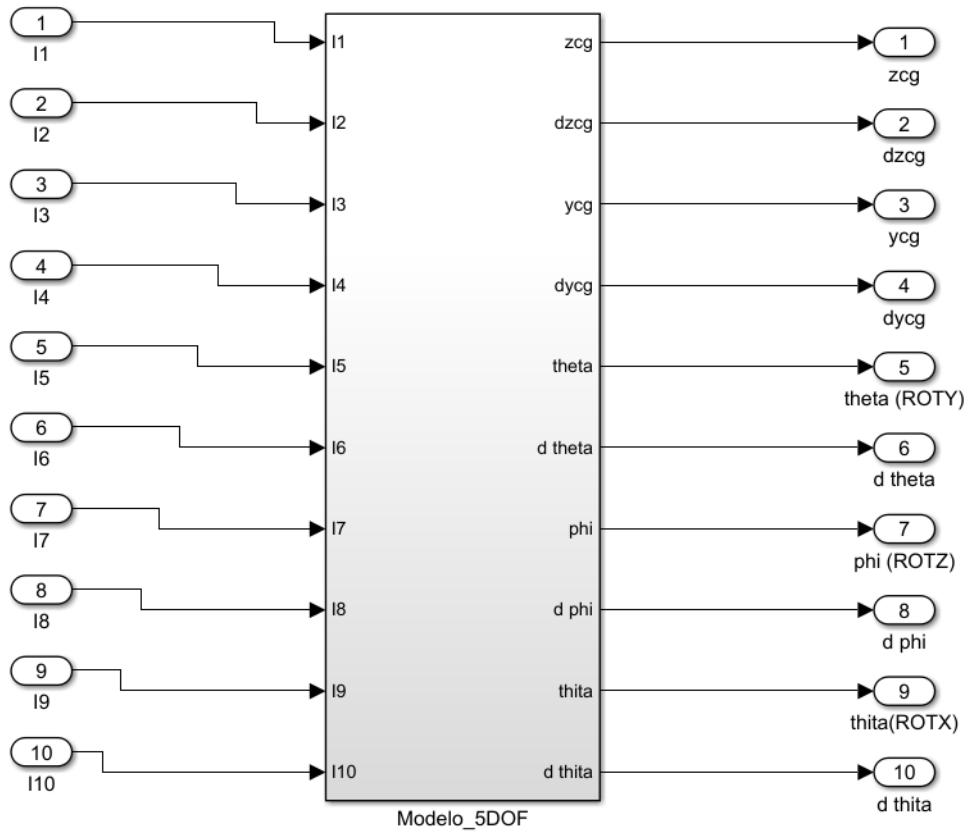 1
I1
2
I2
3
I3
4
I4
5
I5
6
I6
7
I7
8
I8
9
I9
10
I10
I1
I2
I3
I4
I5
I6
I7
I8
I9
I10
zcg
dzcg
ycg
dycg
theta
d theta
phi
d phi
thita
d thita
Modelo_5DOF
1
zcg
2
dzcg
3
ycg
4
dycg
5
theta (ROTY)
6
d theta
7
phi (ROTZ)
8
d phi
9
thita(ROTX)
10
d thita